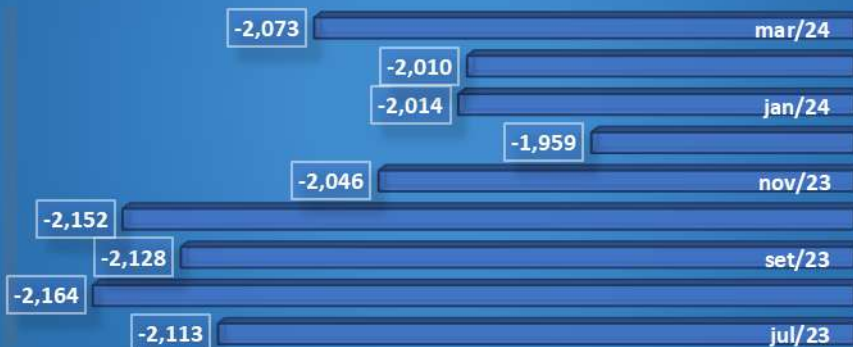 -2,073 mar/24
-2,010
-2,014 jan/24
-1,959
-2,046 nov/23
-2,152
-2,128 set/23
-2,164
-2,113 jul/23